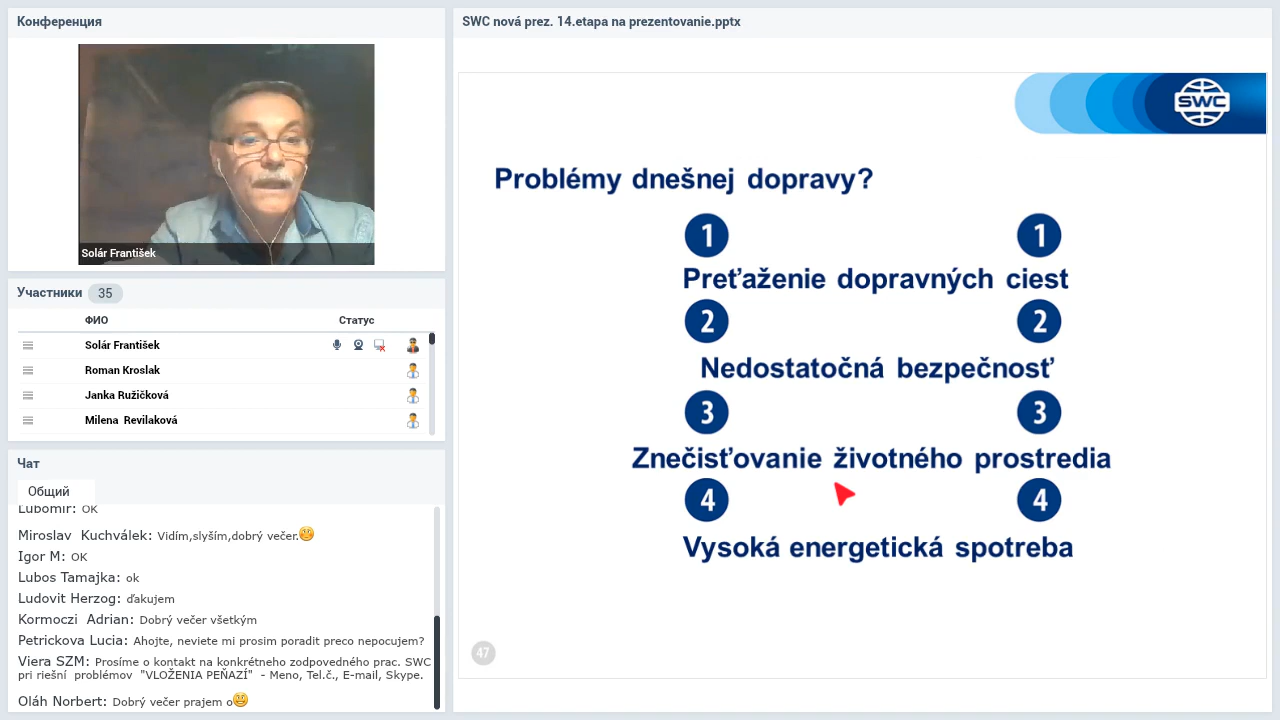 Конференция
Solár František
Участники 35
ФИО Статус
Solár František
Roman Kroslak
Janka Ružičková
Milena Revilaková
Чат
Общий
Lubomir: OK
Miroslav Kuchválek: Vidím,slyším,dobrý večer.
Igor M: OK
Lubos Tamajka: ok
Ludovit Herzog: ďakujem
Kormoczi Adrian: Dobrý večer všetkým
Petrickova Lucia: Ahojte, neviete mi prosim poradit preco nepocujem?
Viera SZM: Prosíme o kontakt na konkrétneho zodpovedného prac. SWC
pri riešní problémov "VLOŽENIA PEŇAZÍ" - Meno, Tel.č., E-mail, Skype.
Oláh Norbert: Dobrý večer prajem o
SWC nová prez. 14.etapa na prezentovanie.pptx
SWC
Problémy dnešnej dopravy?
1 1
Preťaženie dopravných ciest
2 2
Nedostatočná bezpečnosť
3 3
Znečisťovanie životného prostredia
4 4
Vysoká energetická spotreba
47